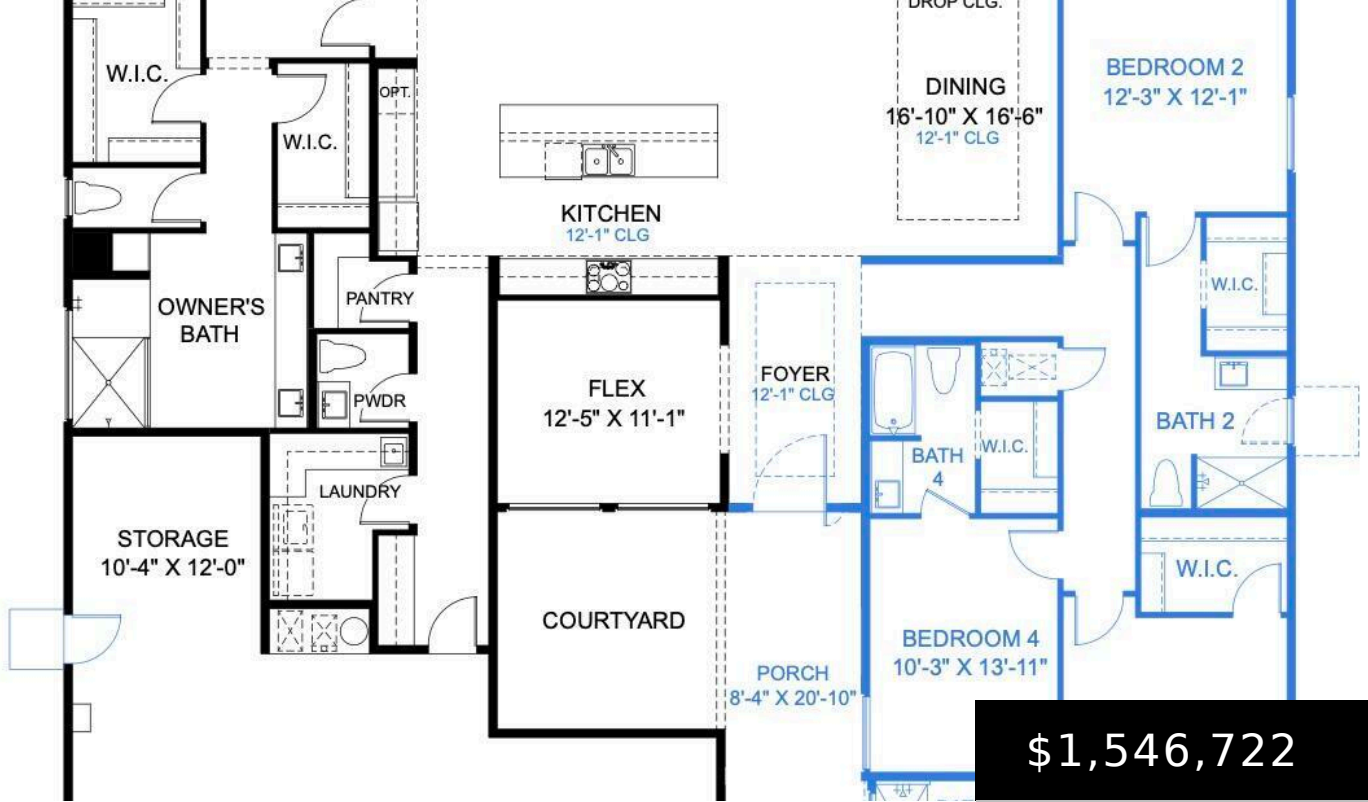 DROP CLG.
W.I.C.
BEDROOM 2
12'-3" X 12'-1"
OPT.
DINING
16'-10" X 16'-6"
12'-1" CLG
W.I.C.
KITCHEN
12'-1" CLG
W.I.C.
PANTRY
OWNER'S
BATH
FOYER
12'-1" CLG
FLEX
12'-5" X 11'-1"
PWDR
BATH 2
W.I.C.
BATH
4
LAUNDRY
STORAGE
10'-4" X 12'-0"
W.I.C.
COURTYARD
BEDROOM 4
10'-3" X 13'-11"
PORCH
8'-4" X 20'-10"
$1,546,722